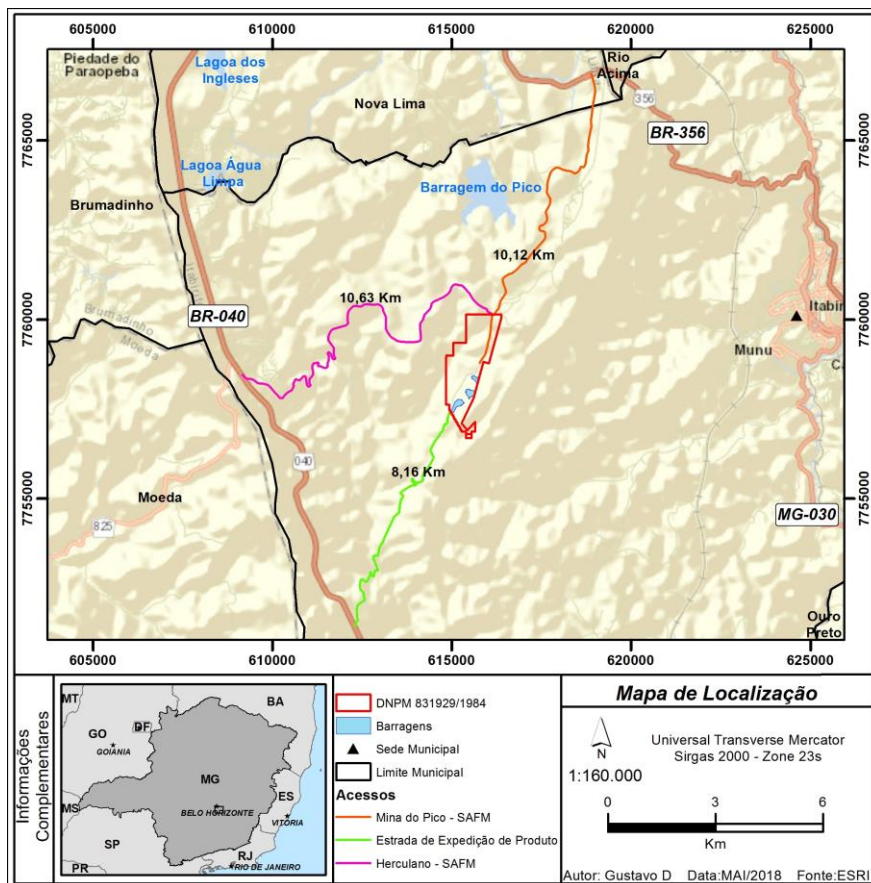 605000 610000 615000 620000 625000
Piedade do
Paraopeba
Lagoa dos
Ingleses
Rio
Acima
Nova Lima
356
BR-356
7765000
7765000
Lagoa Água
Limpa
Barragem do Pico
Brumadinho
10,12 Km
10,63 Km
BR-040
7760000
7760000
Itabir
Brumadinho
Moeda
Munu
040
8,16 Km
Moeda
7755000
7755000
MG-030
825
Ouro
Preto
605000 610000 615000 620000 625000
Informações
Complementares
MT
BA
GO
DF
GOIANIA
MG
BELO HORIZONTE
ES
MS
VITÓRIA
SP
RJ
RIO DE JANEIRO
PR
DNPM 831929/1984
Barragens
Sede Municipal
Limite Municipal
Acessos
Mina do Pico - SAFM
Estrada de Expedição de Produto
Herculano - SAFM
Mapa de Localização
N
1:160.000
Universal Transverse Mercator
Sirgas 2000 - Zone 23s
0 3 6
Km
Autor: Gustavo D Data:MAI/2018 Fonte:ESRI